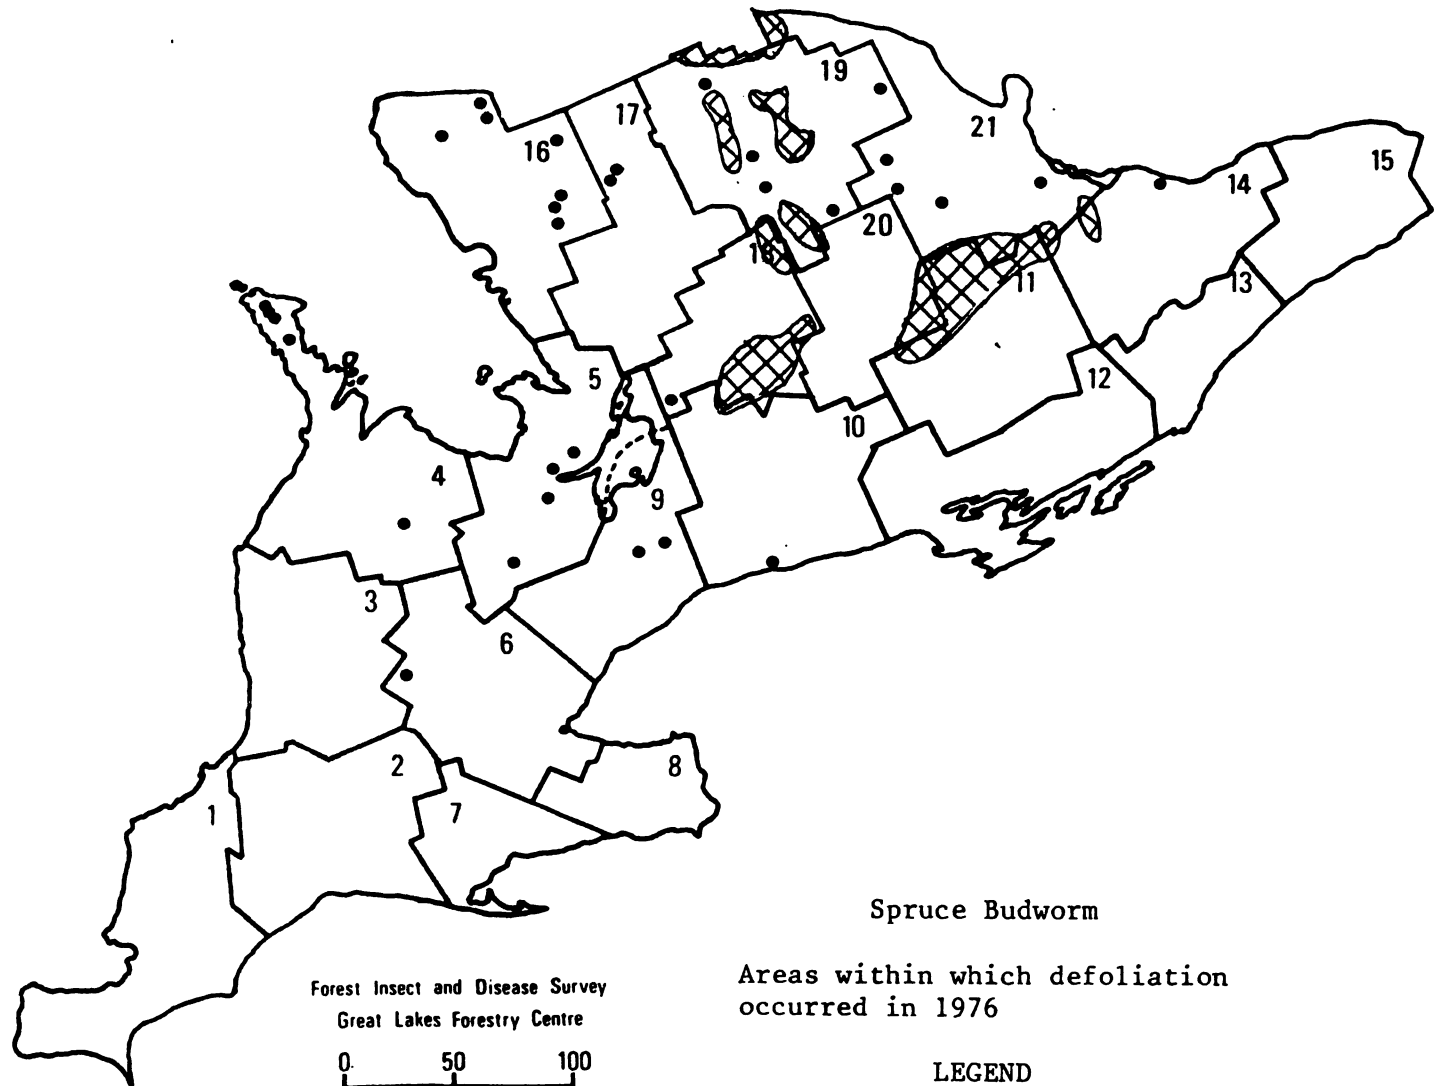 19
17
21
16
15
14
20
13
11
5
12
10
4
9
3
6
2
8
1
7
Spruce Budworm
Areas within which defoliation
occurred in 1976
Forest Insect and Disease Survey
Great Lakes Forestry Centre
0 50 100
LEGEND